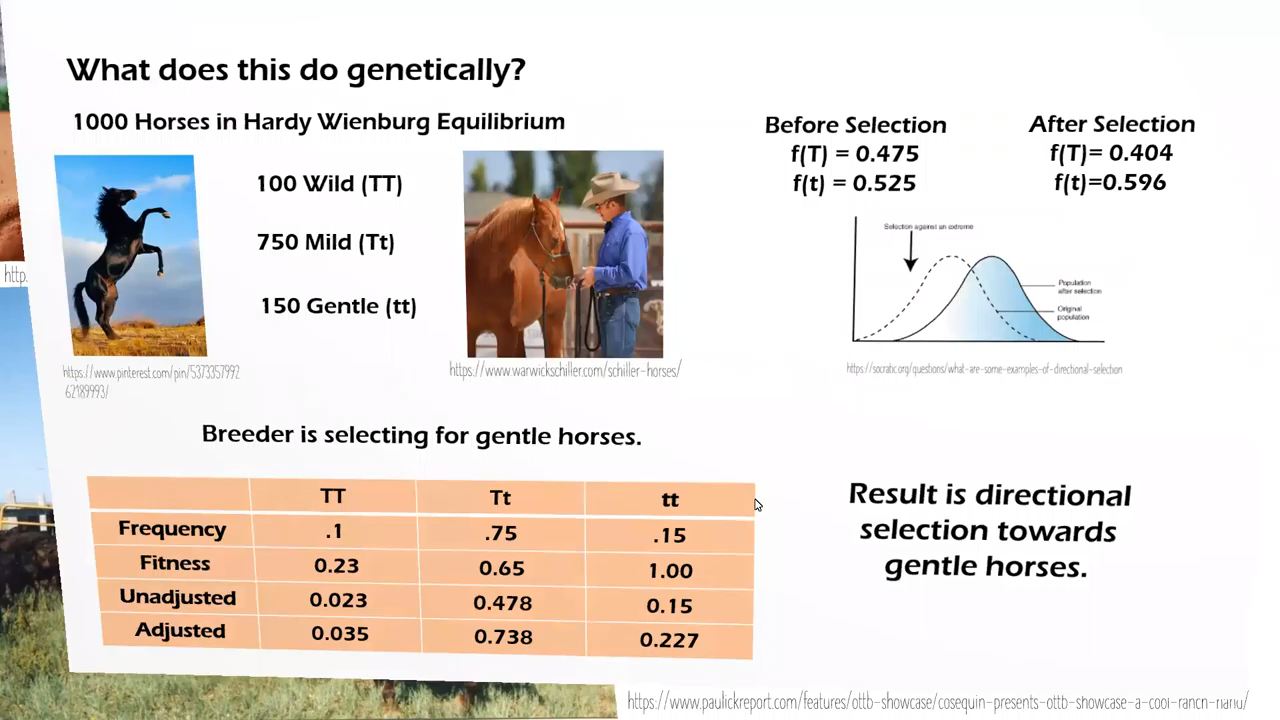 What does this do genetically?
1000 Horses in Hardy Wienburg Equilibrium
100 Wild (TT)
750 Mild (Tt)
150 Gentle (tt)
https://www.pinterest.com/pin/5373357992
62189993/
https://www.warwickschiller.com/schiller-horses/
Before Selection
f(T) = 0.475
f(t) = 0.525
After Selection
f(T)= 0.404
f(t)=0.596
Selection against an extreme
Population
after selection
Original
population
https://socratic.org/questions/what-are-some-examples-of-directional-selection
Breeder is selecting for gentle horses.
TT Tt tt
Frequency .1 .75 .15
Fitness 0.23 0.65 1.00
Unadjusted 0.023 0.478 0.15
Adjusted 0.035 0.738 0.227
Result is directional
selection towards
gentle horses.
http
https://www.paulickreport.com/features/ottb-showcase/cosequin-presents-ottb-showcase-a-cool-ranch-hand/